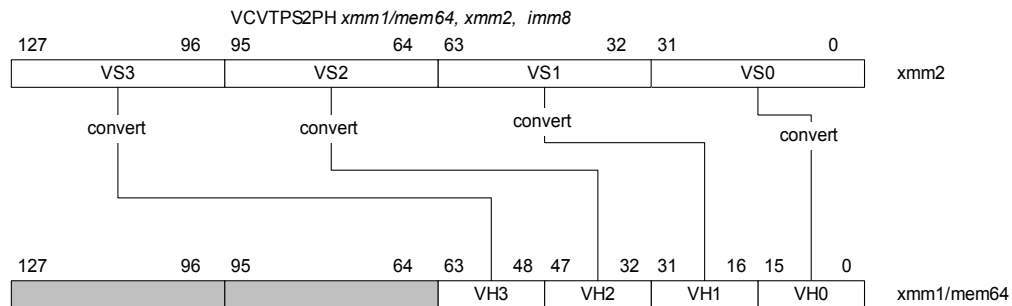 VCVTPS2PH xmm1/mem64, xmm2, imm8
127 96 95 64 63 32 31 0
VS3 VS2 VS1 VS0 xmm2
convert convert convert convert
127 96 95 64 63 48 47 32 31 16 15 0
VH3 VH2 VH1 VH0 xmm1/mem64